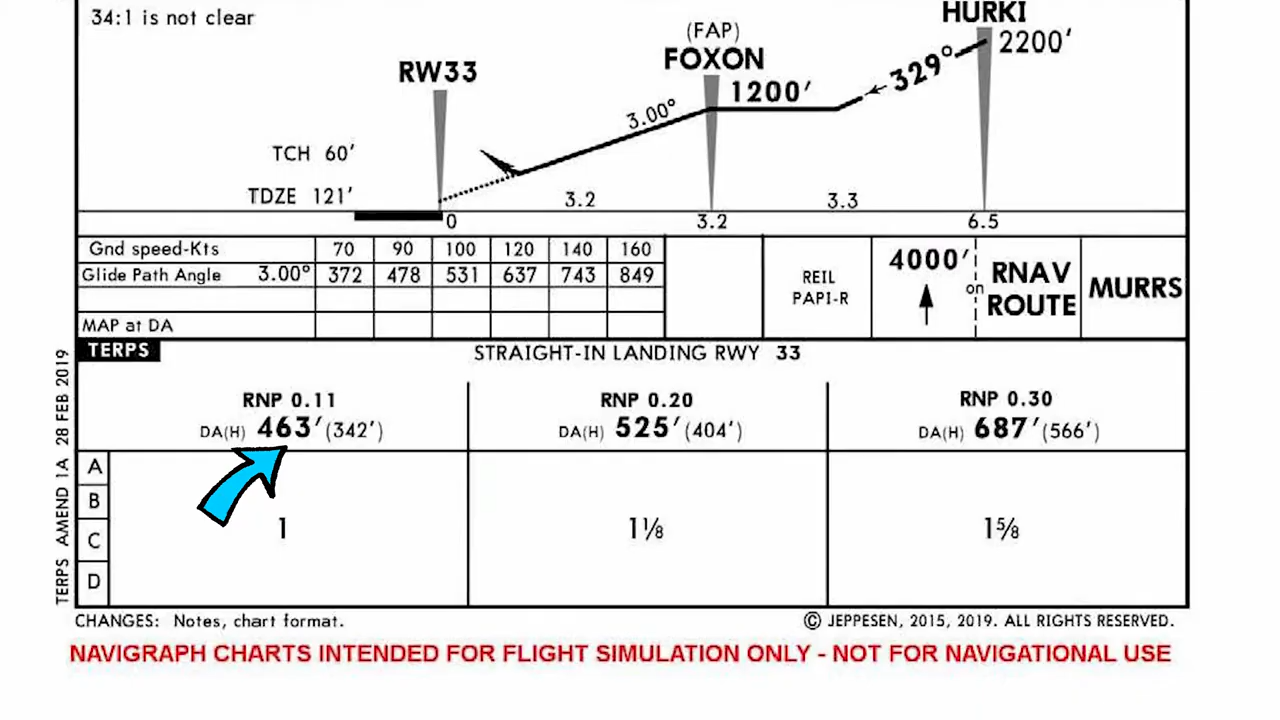 34:1 is not clear
HURKI
2200'
329°
(FAP)
FOXON
1200'
RW33
3.00°
TCH 60'
TDZE 121'
3.2
3.3
0
3.2
6.5
Gnd speed-Kts 70 90 100 120 140 160
Glide Path Angle 3.00° 372 478 531 637 743 849
MAP at DA
REIL
PAPI-R
4000'
on
RNAV
ROUTE
MURRS
TERPS
STRAIGHT-IN LANDING RWY 33
RNP 0.11
DA(H) 463'(342')
RNP 0.20
DA(H) 525'(404')
RNP 0.30
DA(H) 687'(566')
A
B
C
D
1
1⅛
1⅝
TERPS AMEND 1A 28 FEB 2019
CHANGES: Notes, chart format.
© JEPPESEN, 2015, 2019. ALL RIGHTS RESERVED.
NAVIGRAPH CHARTS INTENDED FOR FLIGHT SIMULATION ONLY - NOT FOR NAVIGATIONAL USE